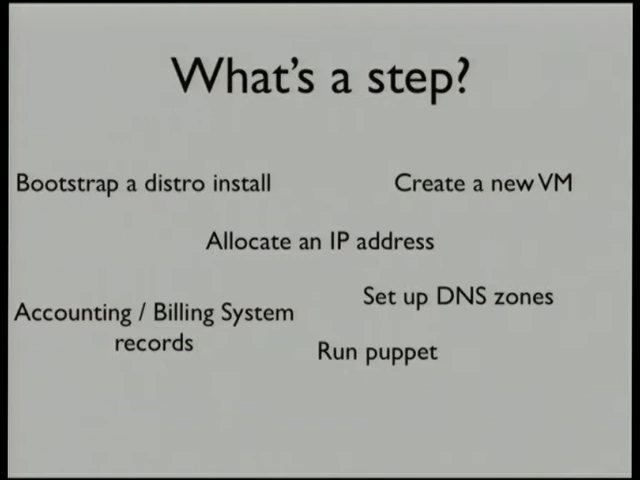 What's a step?
Bootstrap a distro install
Create a new VM
Allocate an IP address
Set up DNS zones
Accounting / Billing System
records
Run puppet